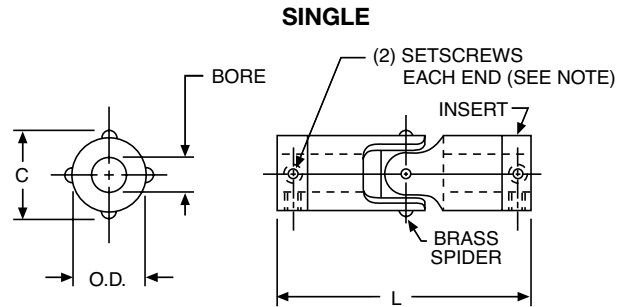 SINGLE
(2) SETSCREWS
EACH END (SEE NOTE)
BORE
INSERT
C
BRASS
SPIDER
O.D.
L